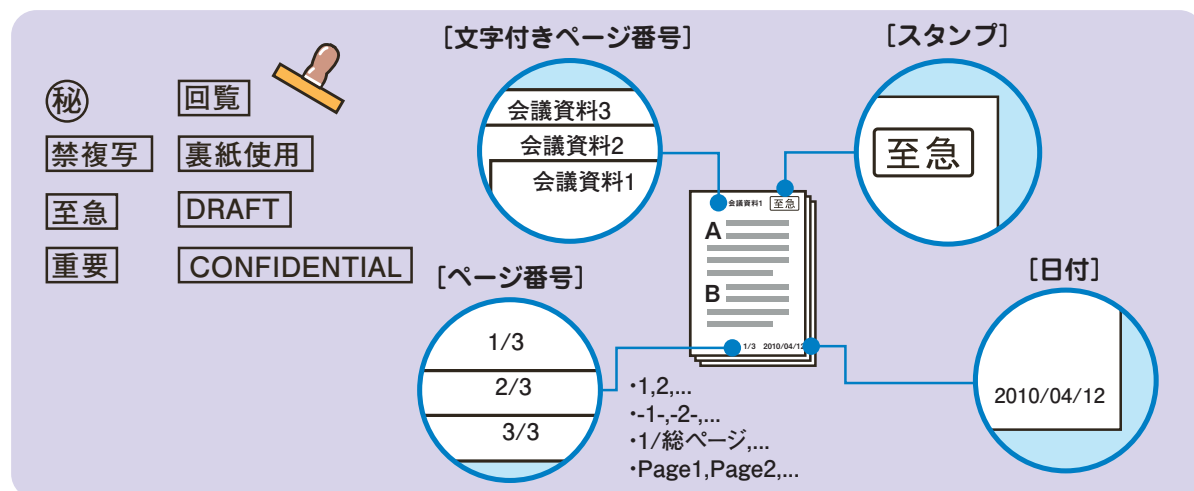 ㊙ 回覧
禁複写 裏紙使用
至急 DRAFT
重要 CONFIDENTIAL
[文字付きページ番号]
会議資料3
会議資料2
会議資料1
[スタンプ]
至急
会議資料1 至急
A
B
1/3 2010/04/12
[ページ番号]
1/3
2/3
3/3
・1,2,...
・-1-,-2-,...
・1/総ページ,...
・Page1,Page2,...
[日付]
2010/04/12